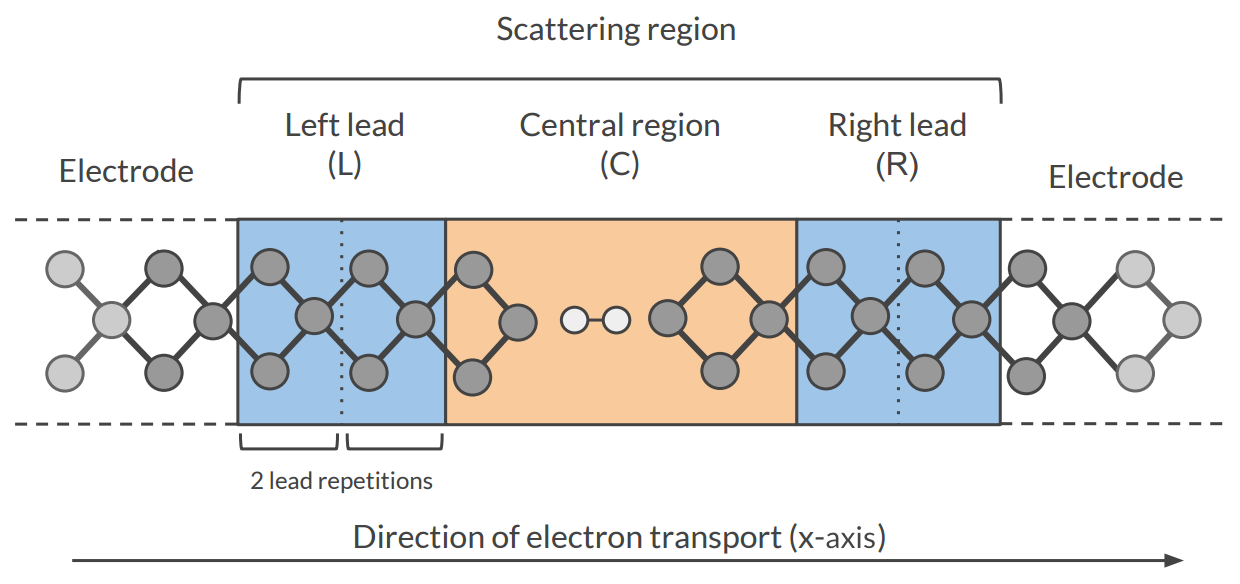 Scattering region
Left lead
(L)
Central region
(C)
Right lead
(R)
Electrode
Electrode
2 lead repetitions
Direction of electron transport (x-axis)